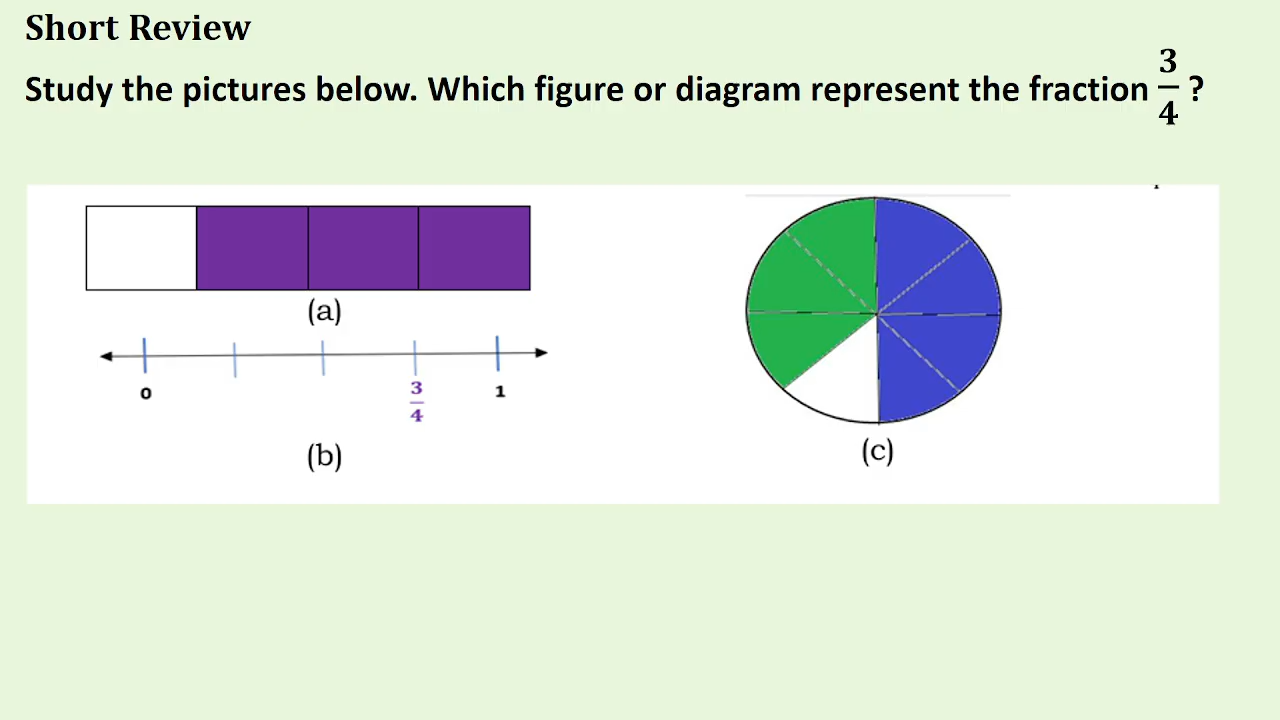 Short Review
Study the pictures below. Which figure or diagram represent the fraction 3/4 ?
(a)
0 3/4 1
(b)
(c)